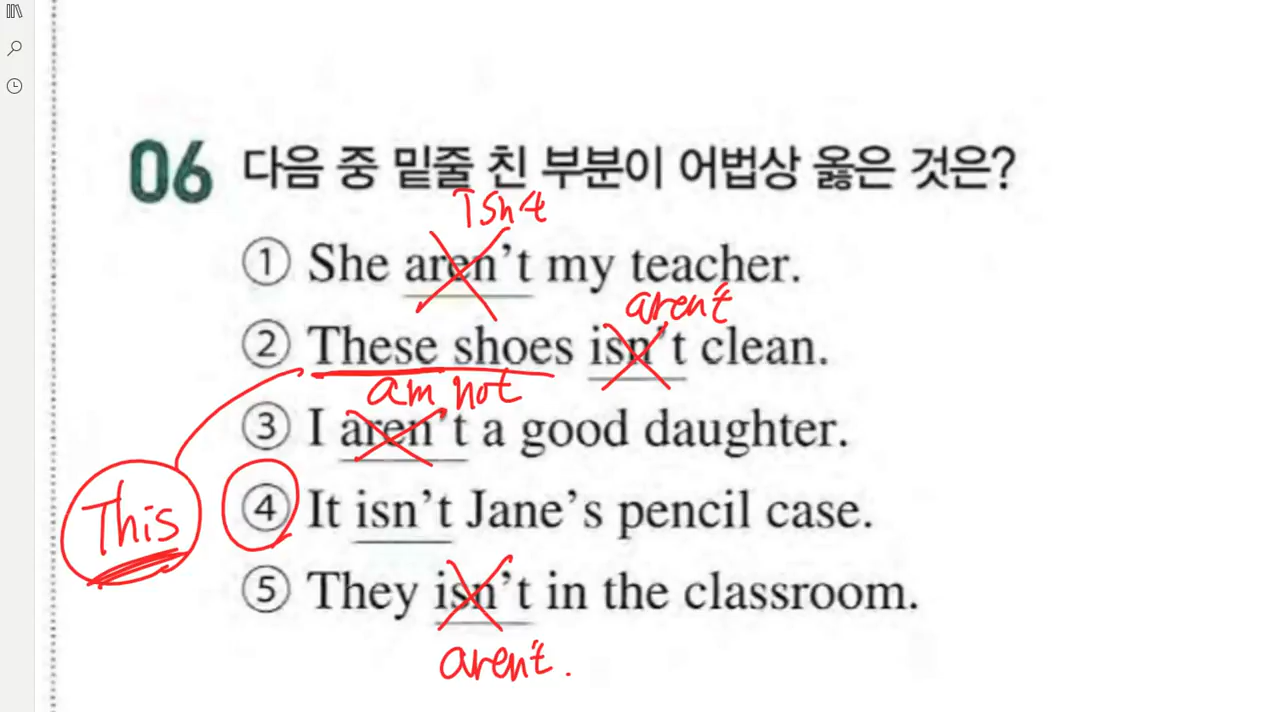 06 다음 중 밑줄 친 부분이 어법상 옳은 것은?
isn't
① She aren't my teacher.
aren't
② These shoes isn't clean.
am not
③ I aren't a good daughter.
This
④ It isn't Jane's pencil case.
⑤ They isn't in the classroom.
aren't.